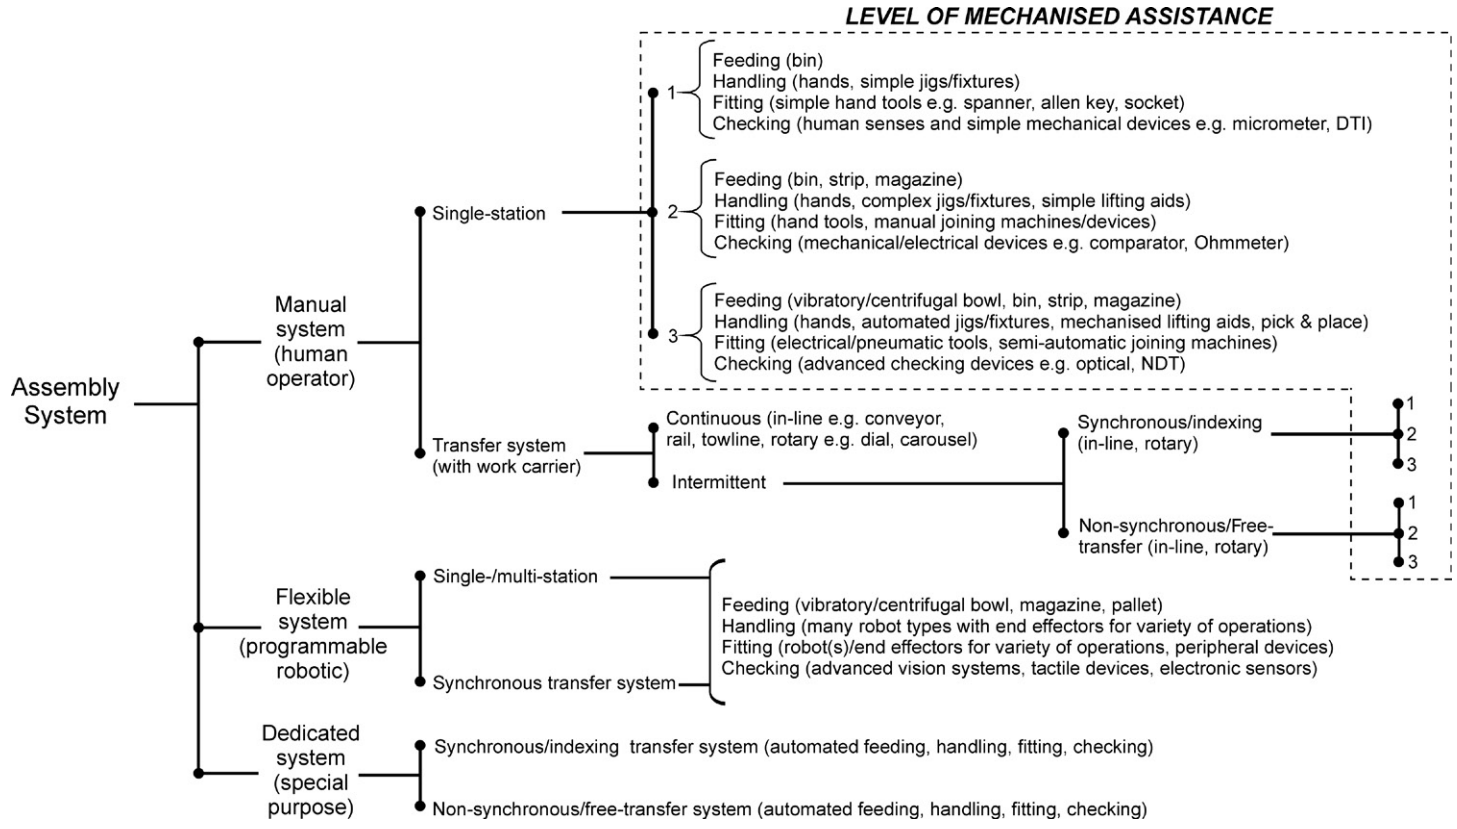 LEVEL OF MECHANISED ASSISTANCE
Feeding (bin)
Handling (hands, simple jigs/fixtures)
1
Fitting (simple hand tools e.g. spanner, allen key, socket)
Checking (human senses and simple mechanical devices e.g. micrometer, DTI)
Feeding (bin, strip, magazine)
Handling (hands, complex jigs/fixtures, simple lifting aids)
Single-station
2
Fitting (hand tools, manual joining machines/devices)
Checking (mechanical/electrical devices e.g. comparator, Ohmmeter)
Feeding (vibratory/centrifugal bowl, bin, strip, magazine)
Handling (hands, automated jigs/fixtures, mechanised lifting aids, pick & place)
3
Fitting (electrical/pneumatic tools, semi-automatic joining machines)
Checking (advanced checking devices e.g. optical, NDT)
Manual
system
(human
operator)
Assembly
System
Transfer system
(with work carrier)
Continuous (in-line e.g. conveyor,
rail, towline, rotary e.g. dial, carousel)
Intermittent
Synchronous/indexing
(in-line, rotary)
1
2
3
Non-synchronous/Free-
transfer (in-line, rotary)
1
2
3
Flexible
system
(programmable
robotic)
Single-/multi-station
Synchronous transfer system
Feeding (vibratory/centrifugal bowl, magazine, pallet)
Handling (many robot types with end effectors for variety of operations)
Fitting (robot(s)/end effectors for variety of operations, peripheral devices)
Checking (advanced vision systems, tactile devices, electronic sensors)
Dedicated
system
(special
purpose)
Synchronous/indexing transfer system (automated feeding, handling, fitting, checking)
Non-synchronous/free-transfer system (automated feeding, handling, fitting, checking)